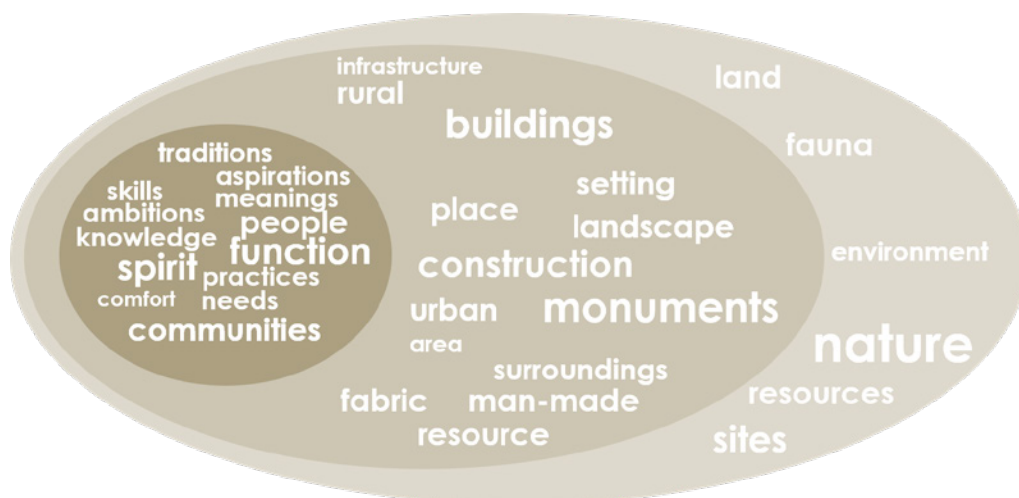 traditions
aspirations
skills
meanings
ambitions
people
knowledge
function
spirit
practices
comfort
needs
communities
infrastructure
rural
buildings
setting
place
landscape
construction
urban
monuments
area
surroundings
fabric
man-made
resource
land
fauna
environment
nature
resources
sites